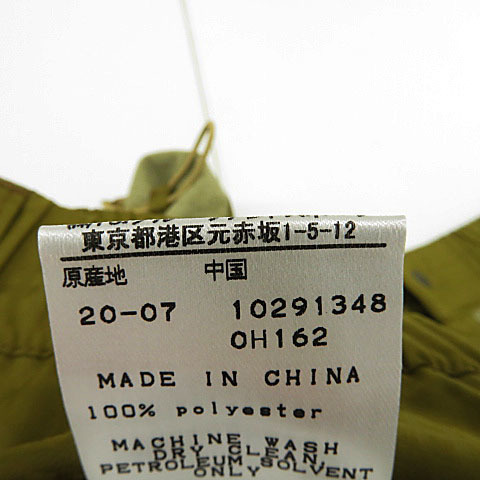 東京都港区元赤坂1-5-12
原産地 中国
20-07 10291348
0H162
MADE IN CHINA
100% polyester
MACHINE WASH
DRY CLEAN,
PETROLEUM SOLVENT
ONLY